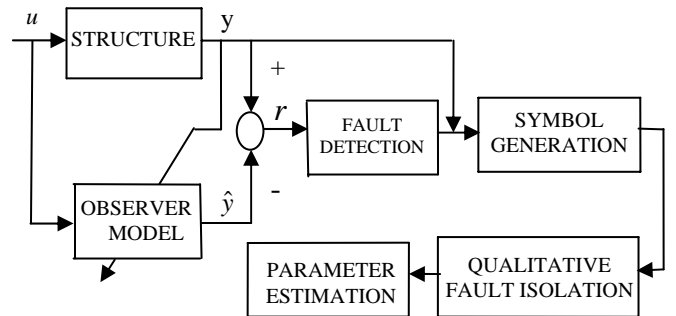 u
STRUCTURE
y
+
r
FAULT
DETECTION
SYMBOL
GENERATION
OBSERVER
MODEL
ŷ
-
PARAMETER
ESTIMATION
QUALITATIVE
FAULT ISOLATION